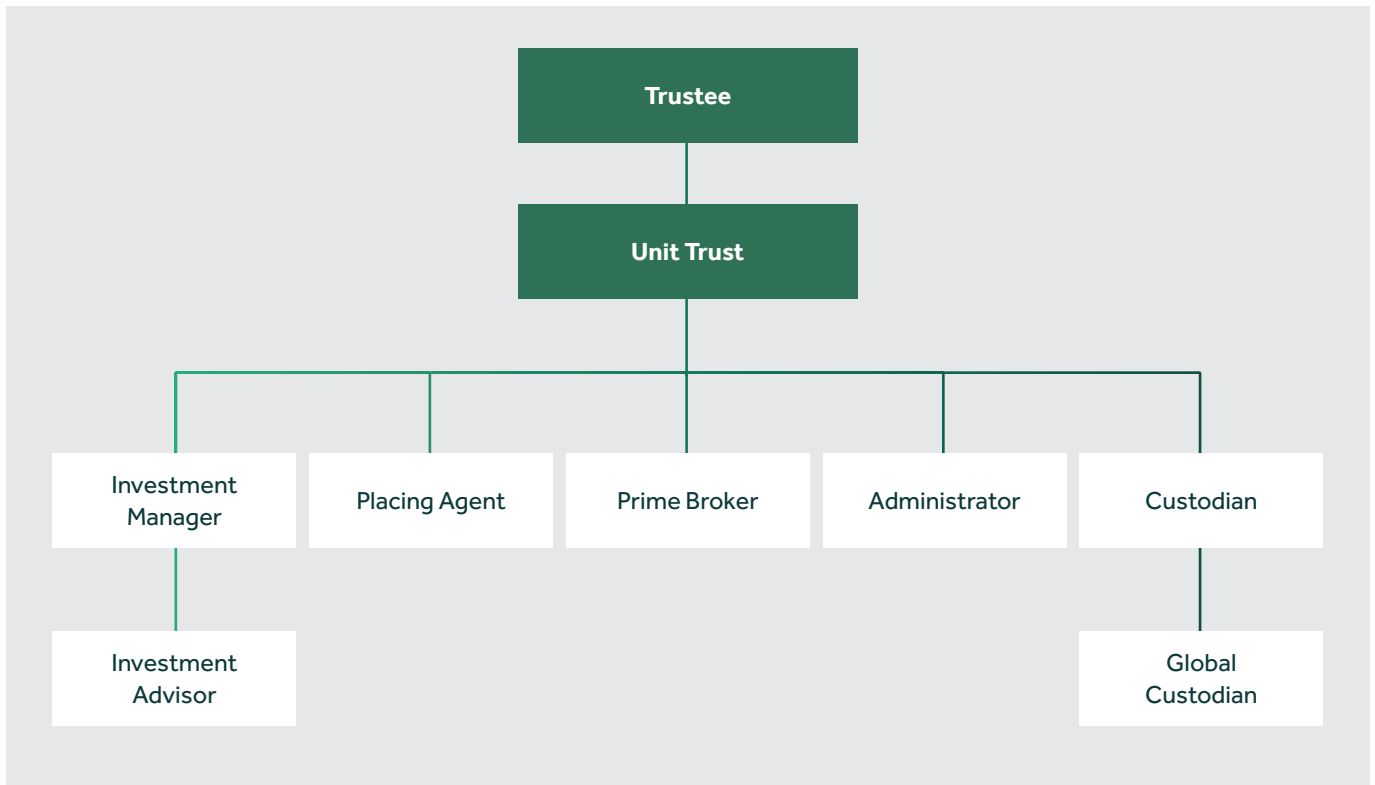 Trustee
Unit Trust
Investment
Manager
Placing Agent
Prime Broker
Administrator
Custodian
Investment
Advisor
Global
Custodian